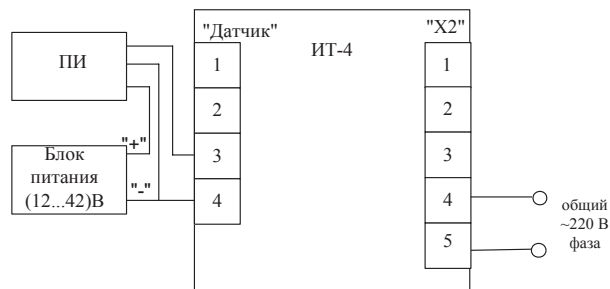 "Датчик"
"X2"
ПИ
ИТ-4
1
2
3
4
1
2
3
4
5
"+"
Блок
питания
(12...42)В
"-"
общий
~220 В
фаза